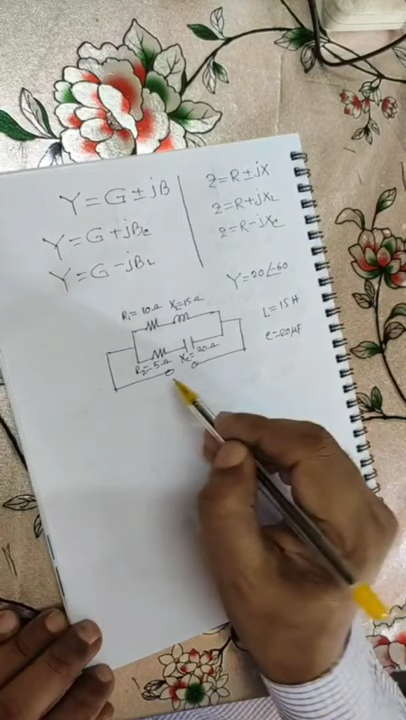 Y = G ± jB
Y = G + jBc
Y = G - jBL
Z = R ± jX
Z = R + jXL
Z = R - jXc
Y = 20∠60
R1 = 10Ω XL = 15Ω
R2 = 5Ω Xc = 20Ω
L = 15H
C = 20μF